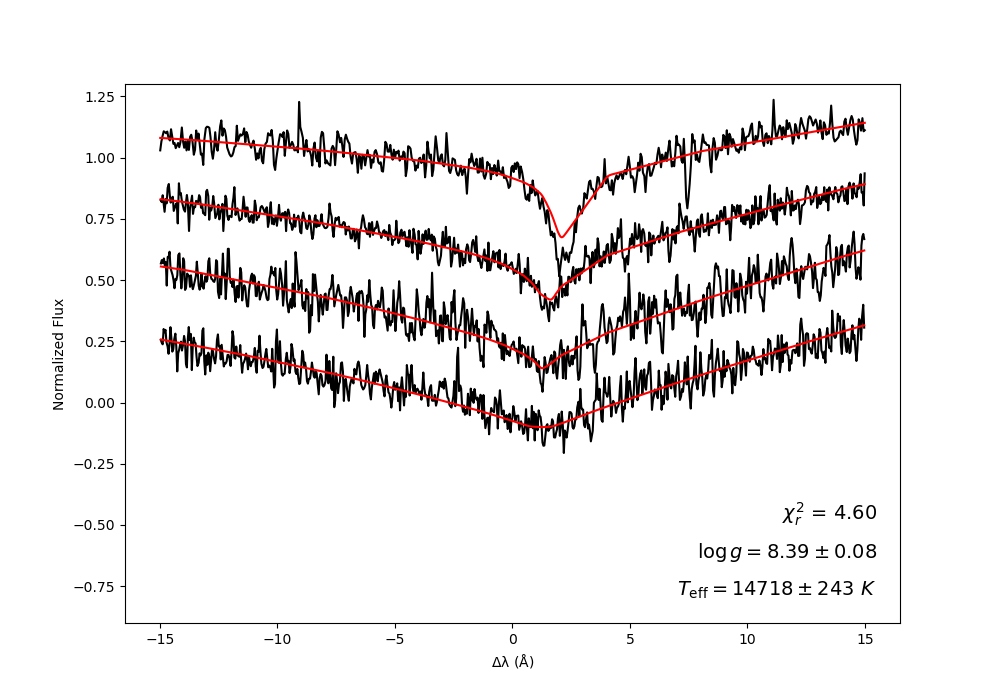 1.25
1.00
0.75
0.50
0.25
0.00
−0.25
−0.50
−0.75
Normalized Flux
χ²ᵣ = 4.60
log g = 8.39 ± 0.08
T_eff = 14718 ± 243 K
−15 −10 −5 0 5 10 15
Δλ (Å)